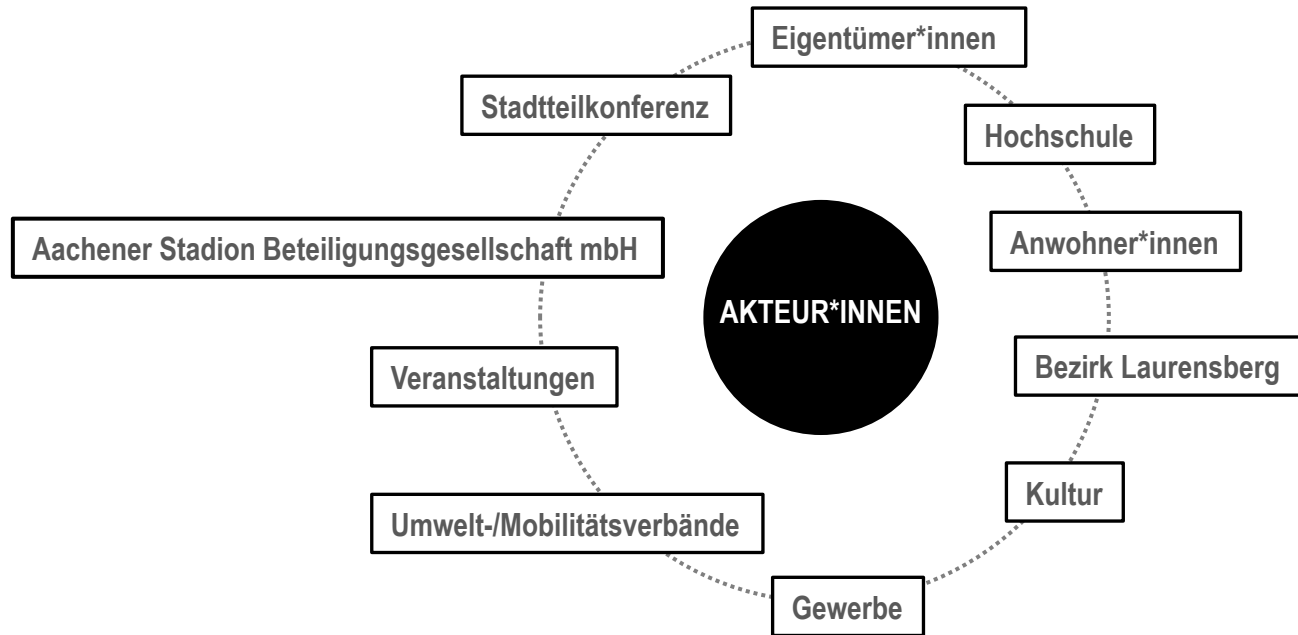 Eigentümer*innen
Stadtteilkonferenz
Hochschule
Aachener Stadion Beteiligungsgesellschaft mbH
Anwohner*innen
AKTEUR*INNEN
Veranstaltungen
Bezirk Laurensberg
Kultur
Umwelt-/Mobilitätsverbände
Gewerbe